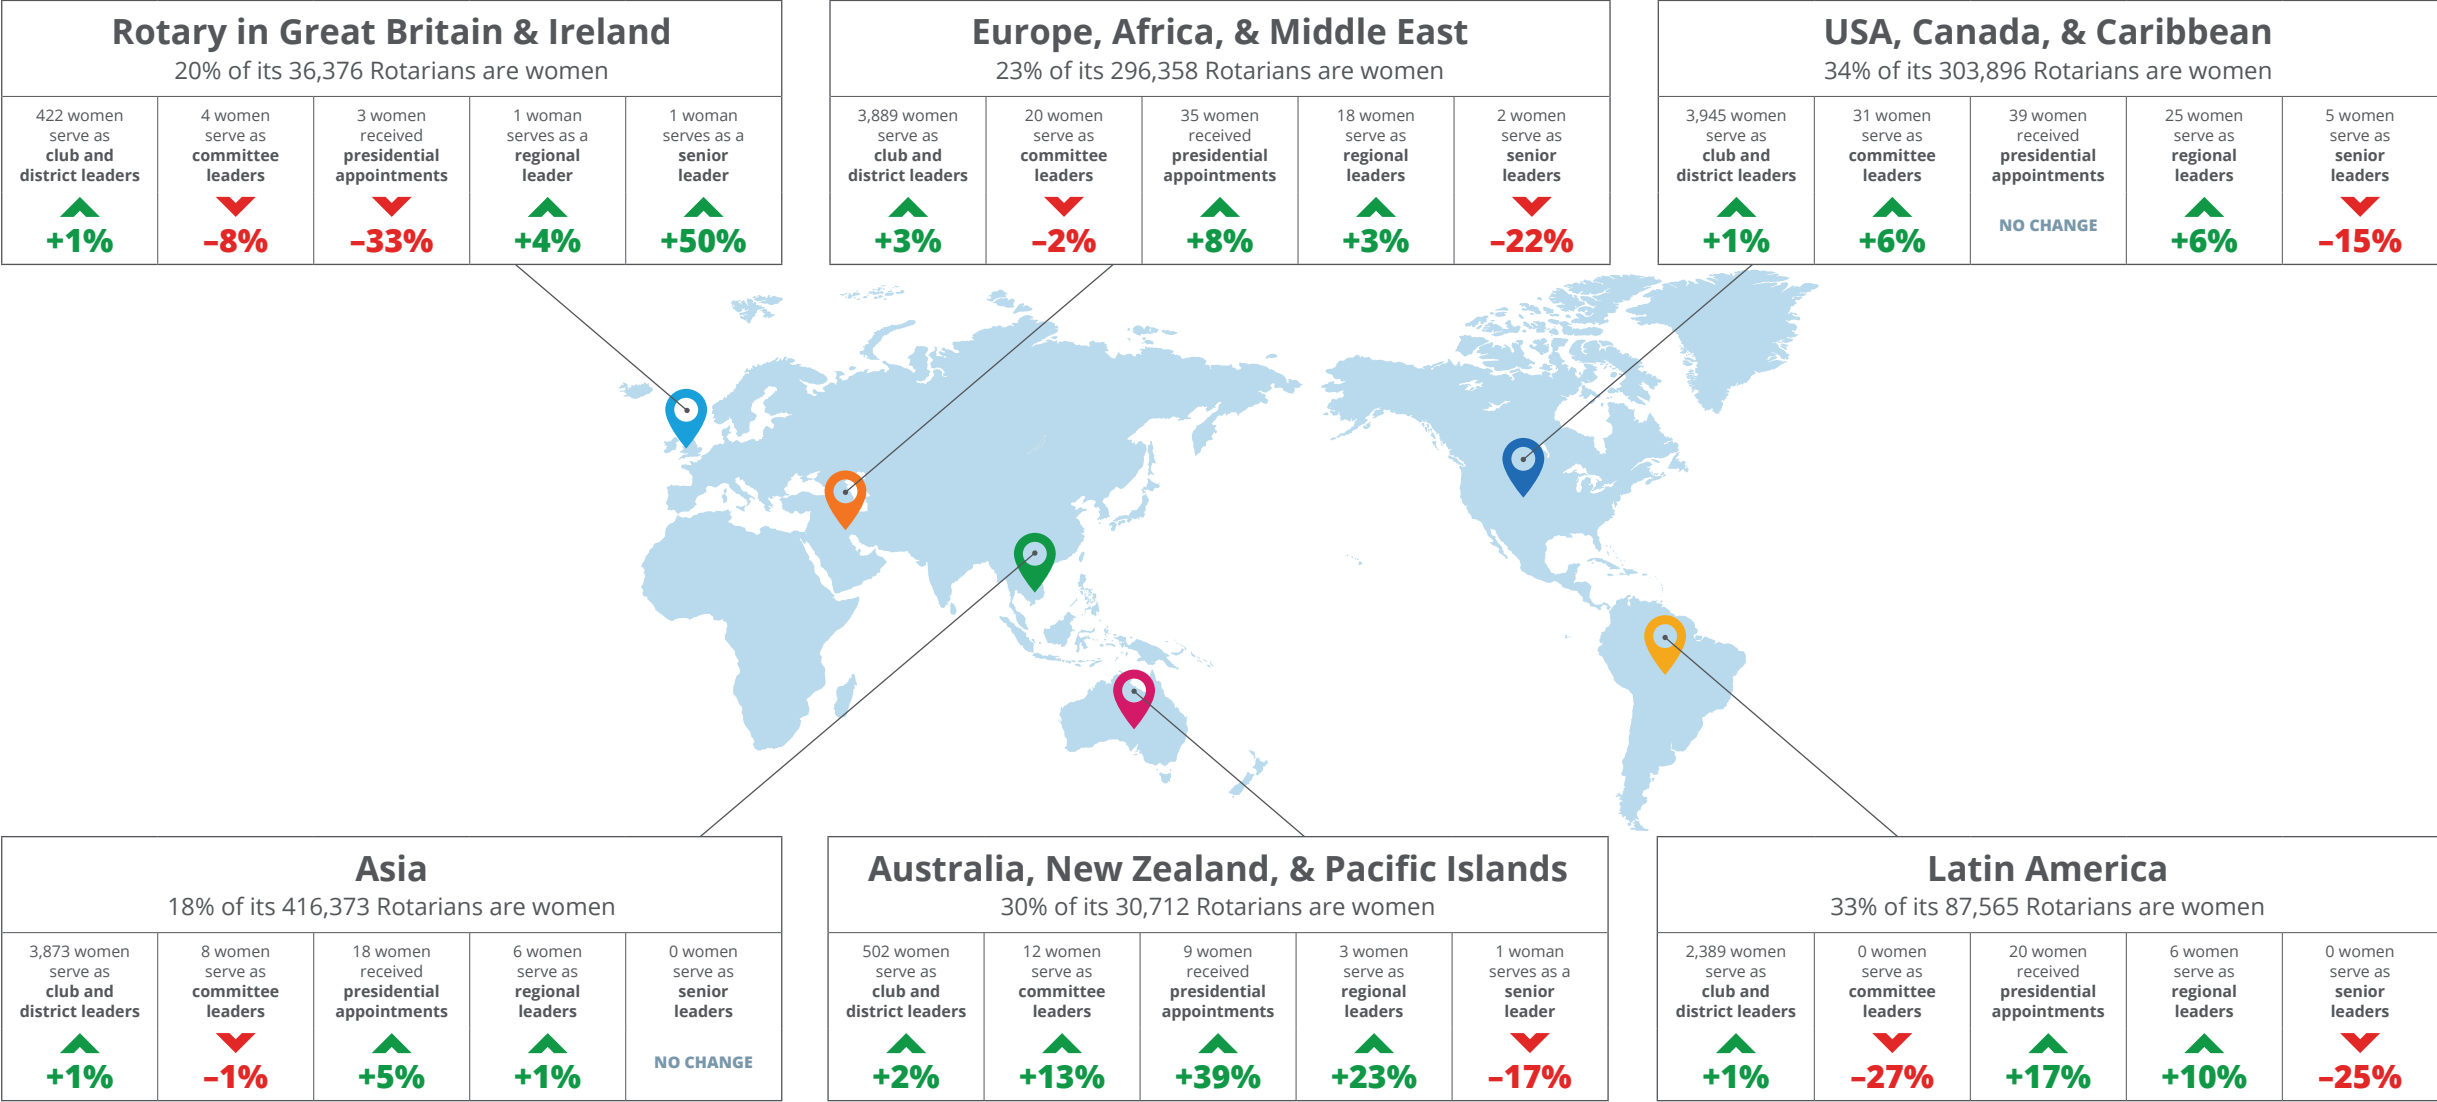 Rotary in Great Britain & Ireland
20% of its 36,376 Rotarians are women
422 women
serve as
club and
district leaders
+1%
4 women
serve as
committee
leaders
–8%
3 women
received
presidential
appointments
–33%
1 woman
serves as a
regional
leader
+4%
1 woman
serves as a
senior
leader
+50%
Europe, Africa, & Middle East
23% of its 296,358 Rotarians are women
3,889 women
serve as
club and
district leaders
+3%
20 women
serve as
committee
leaders
–2%
35 women
received
presidential
appointments
+8%
18 women
serve as
regional
leaders
+3%
2 women
serve as
senior
leaders
–22%
USA, Canada, & Caribbean
34% of its 303,896 Rotarians are women
3,945 women
serve as
club and
district leaders
+1%
31 women
serve as
committee
leaders
+6%
39 women
received
presidential
appointments
NO CHANGE
25 women
serve as
regional
leaders
+6%
5 women
serve as
senior
leaders
–15%
Asia
18% of its 416,373 Rotarians are women
3,873 women
serve as
club and
district leaders
+1%
8 women
serve as
committee
leaders
–1%
18 women
received
presidential
appointments
+5%
6 women
serve as
regional
leaders
+1%
0 women
serve as
senior
leaders
NO CHANGE
Australia, New Zealand, & Pacific Islands
30% of its 30,712 Rotarians are women
502 women
serve as
club and
district leaders
+2%
12 women
serve as
committee
leaders
+13%
9 women
received
presidential
appointments
+39%
3 women
serve as
regional
leaders
+23%
1 woman
serves as a
senior
leader
–17%
Latin America
33% of its 87,565 Rotarians are women
2,389 women
serve as
club and
district leaders
+1%
0 women
serve as
committee
leaders
–27%
20 women
received
presidential
appointments
+17%
6 women
serve as
regional
leaders
+10%
0 women
serve as
senior
leaders
–25%